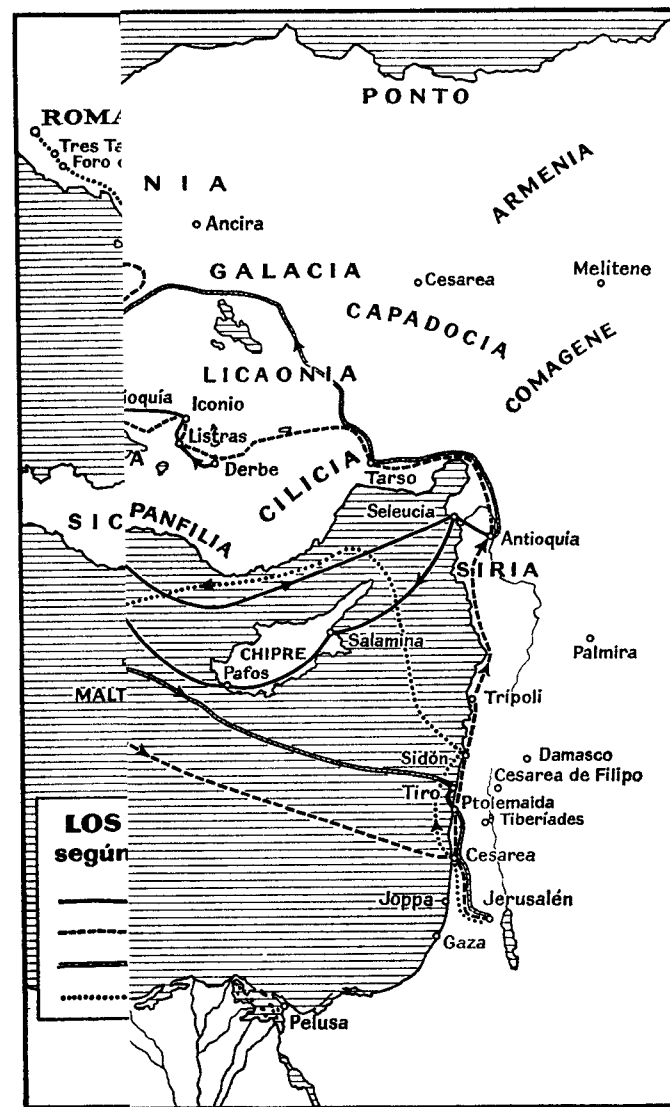 PONTO
ROMA
Tres Ta
Foro
ARMENIA
NIA
Ancira
GALACIA
Cesarea
Melitene
CAPADOCIA
COMAGENE
LICAONIA
ioquía
Iconio
Listras
Derbe
A
Tarso
CILICIA
Seleucia
SIC
PANFILIA
Antioquía
SIRIA
Salamina
CHIPRE
Palmira
Pafos
MALT
Trípoli
Sidón
Damasco
Cesarea de Filipo
Tiro
Ptolemaida
Tiberíades
LOS
según
Cesarea
Joppa
Jerusalén
Gaza
Pelusa